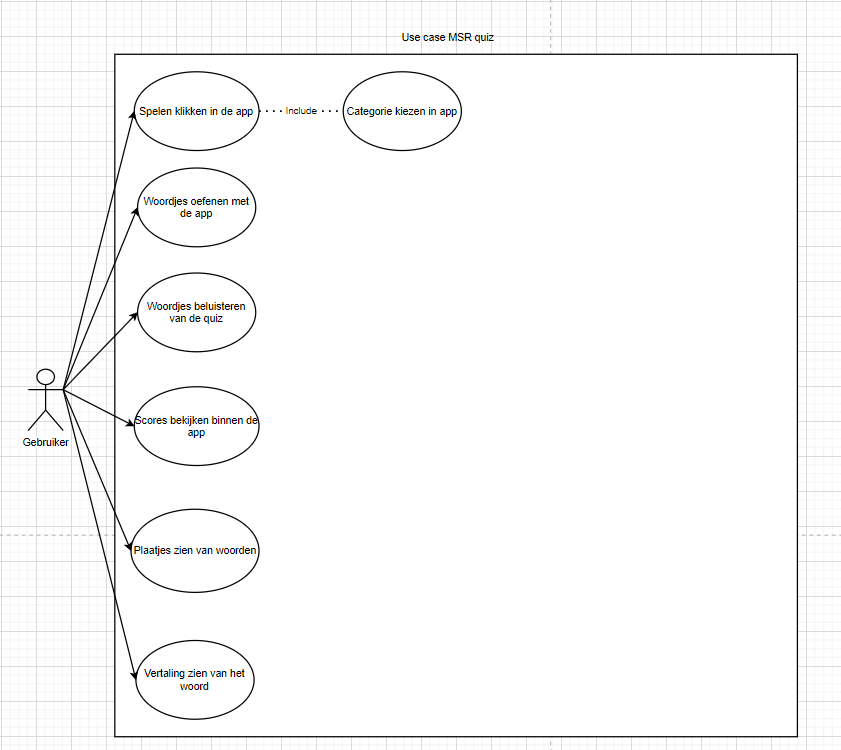 Use case MSR quiz
Spelen klikken in de app
Include
Categorie kiezen in app
Woordjes oefenen met
de app
Woordjes beluisteren
van de quiz
Gebruiker
Scores bekijken binnen de
app
Plaatjes zien van woorden
Vertaling zien van het
woord